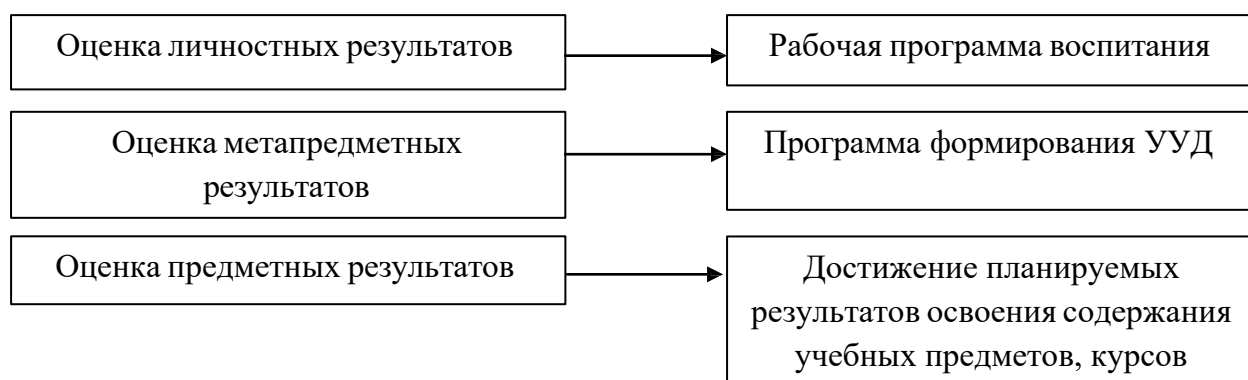 Оценка личностных результатов
Рабочая программа воспитания
Оценка метапредметных
результатов
Программа формирования УУД
Оценка предметных результатов
Достижение планируемых
результатов освоения содержания
учебных предметов, курсов